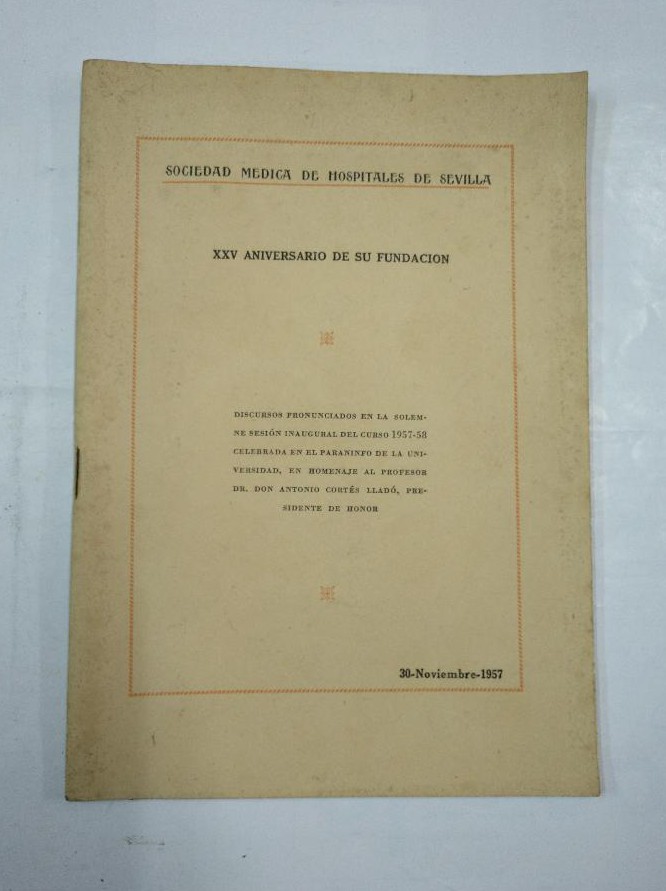 SOCIEDAD MEDICA DE HOSPITALES DE SEVILLA
XXV ANIVERSARIO DE SU FUNDACION
DISCURSOS PRONUNCIADOS EN LA SOLEM-
NE SESIÓN INAUGURAL DEL CURSO 1957-58
CELEBRADA EN EL PARANINFO DE LA UNI-
VERSIDAD, EN HOMENAJE AL PROFESOR
DR. DON ANTONIO CORTÉS LLADÓ, PRE-
SIDENTE DE HONOR
30-Noviembre-1957